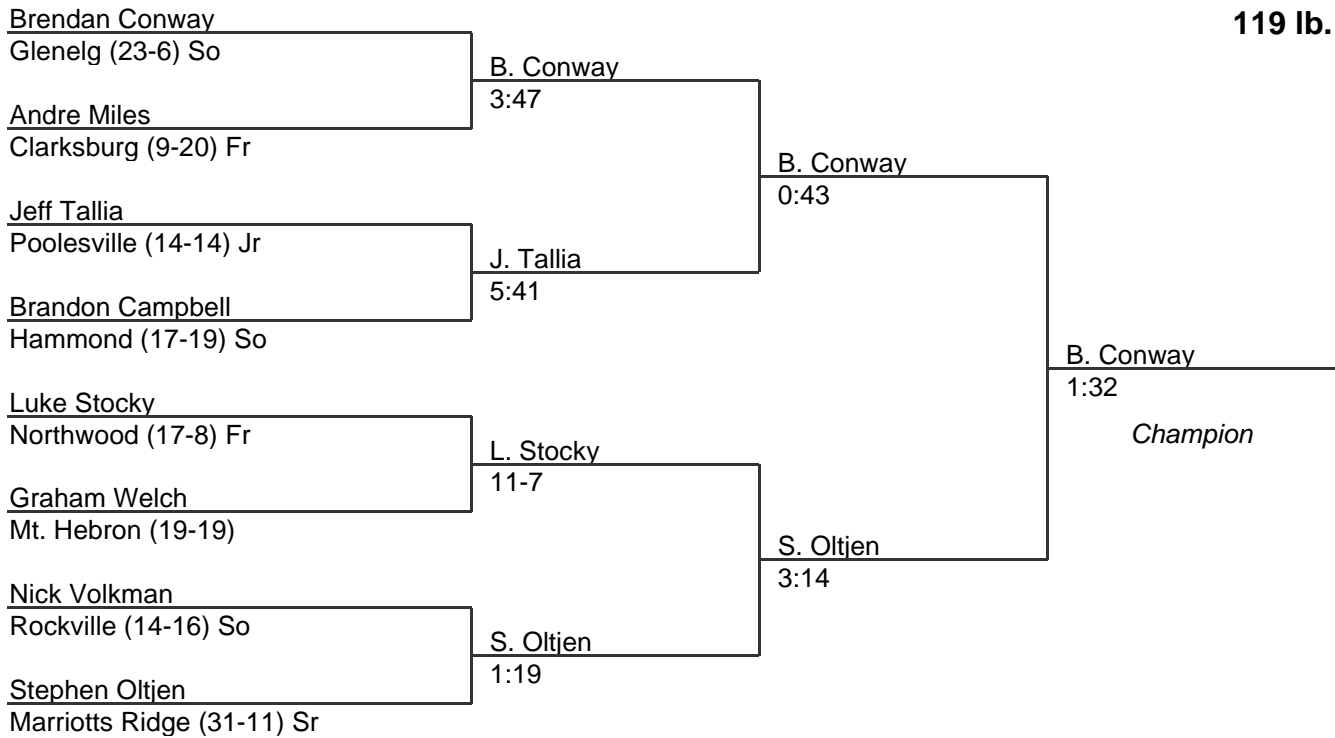 119 lb.
Brendan Conway
Glenelg (23-6) So
Andre Miles
Clarksburg (9-20) Fr
Jeff Tallia
Poolesville (14-14) Jr
Brandon Campbell
Hammond (17-19) So
Luke Stocky
Northwood (17-8) Fr
Graham Welch
Mt. Hebron (19-19)
Nick Volkman
Rockville (14-16) So
Stephen Oltjen
Marriotts Ridge (31-11) Sr
B. Conway
3:47
J. Tallia
5:41
L. Stocky
11-7
S. Oltjen
1:19
B. Conway
0:43
S. Oltjen
3:14
B. Conway
1:32
Champion